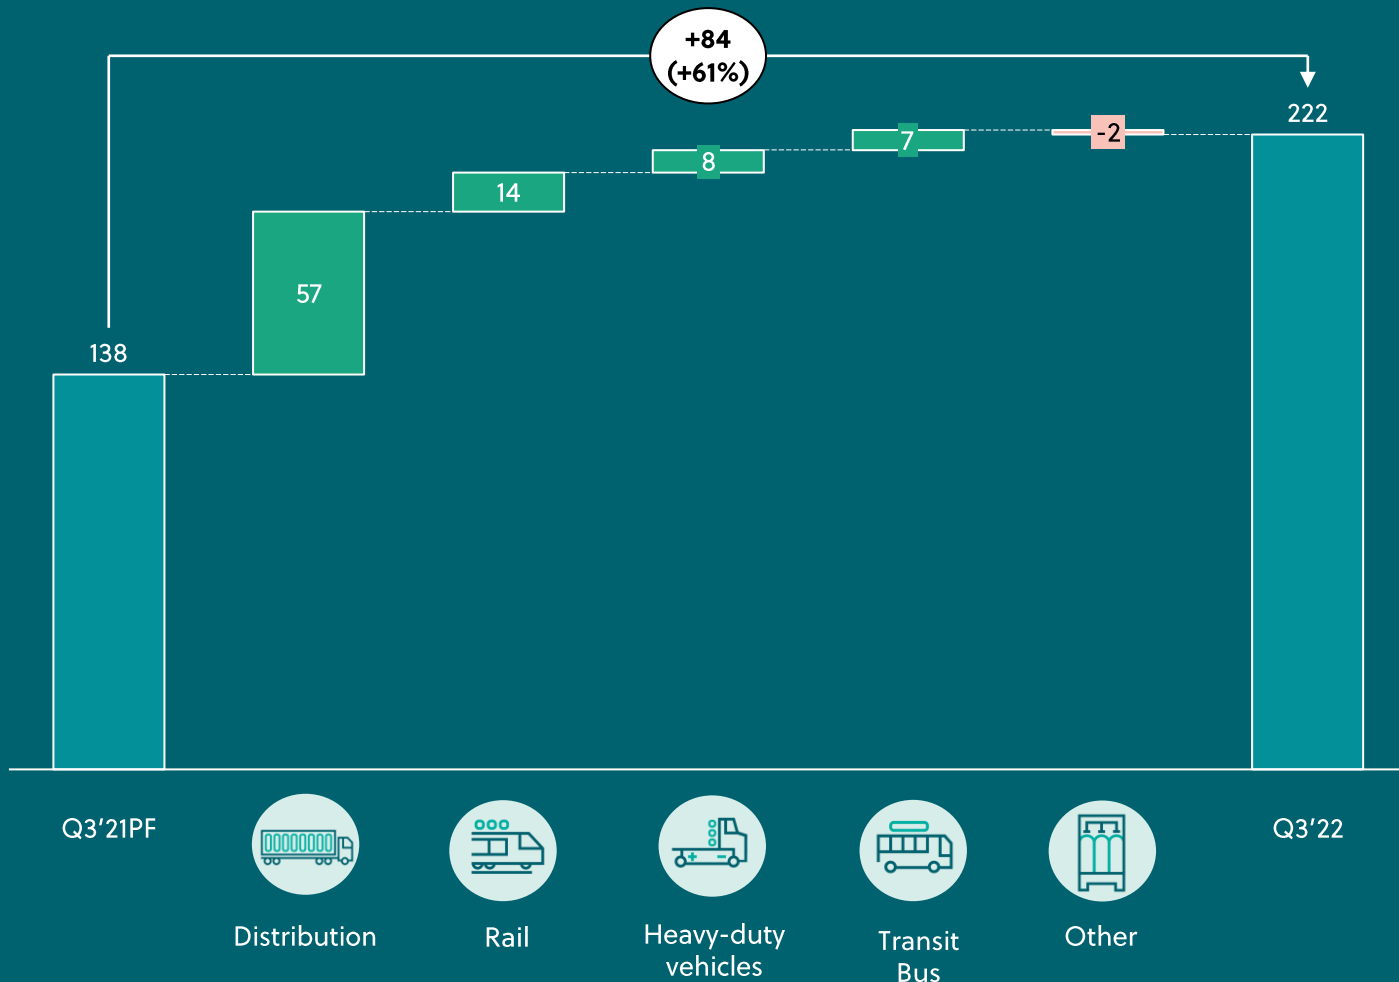 +84
(+61%)
222
-2
7
8
14
57
138
Q3'21PF
Q3'22
Distribution
Rail
Heavy-duty
vehicles
Transit
Bus
Other